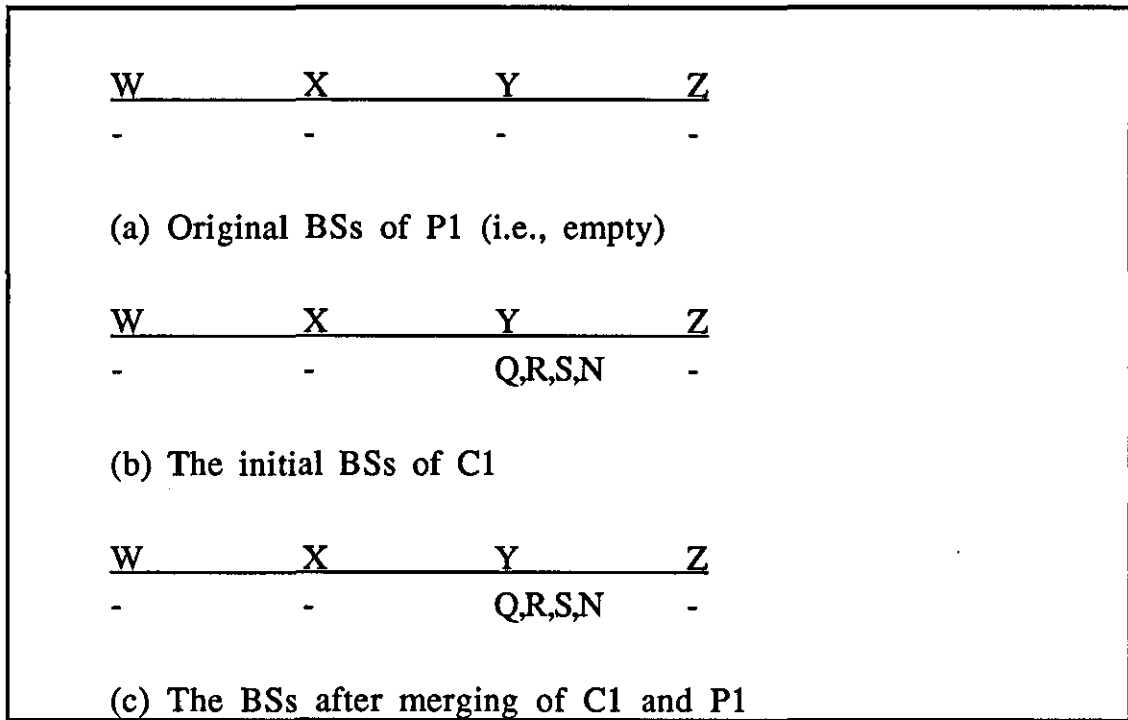 W X Y Z
- - - -
(a) Original BSs of P1 (i.e., empty)
W X Y Z
- - Q,R,S,N -
(b) The initial BSs of C1
W X Y Z
- - Q,R,S,N -
(c) The BSs after merging of C1 and P1